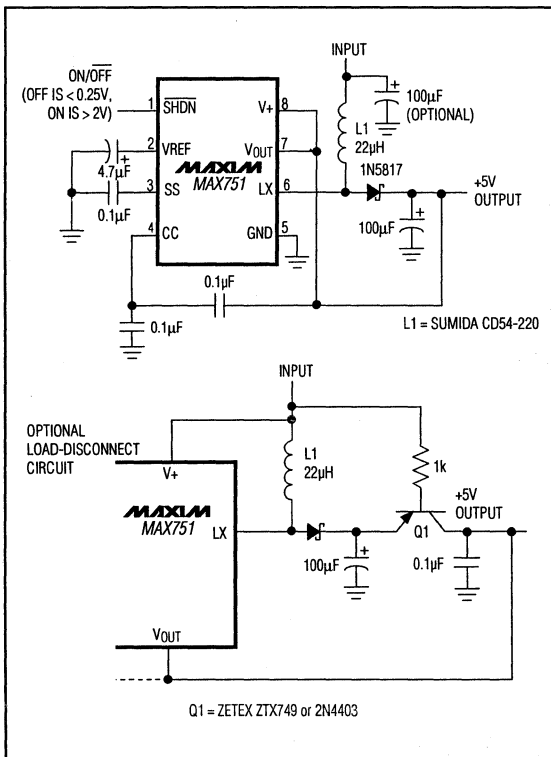 INPUT
ON/OFF
(OFF IS < 0.25V,
ON IS > 2V)
1 SHDN
V+ 8
100µF
(OPTIONAL)
2 VREF
VOUT 7
L1
22µH
4.7µF
MAXIM
MAX751
1N5817
3 SS
LX 6
+5V
OUTPUT
0.1µF
4 CC
GND 5
100µF
0.1µF
0.1µF
L1 = SUMIDA CD54-220
INPUT
OPTIONAL
LOAD-DISCONNECT
CIRCUIT
V+
L1
22µH
1k
MAXIM
MAX751
LX
+5V
OUTPUT
Q1
100µF
0.1µF
VOUT
Q1 = ZETEX ZTX749 or 2N4403